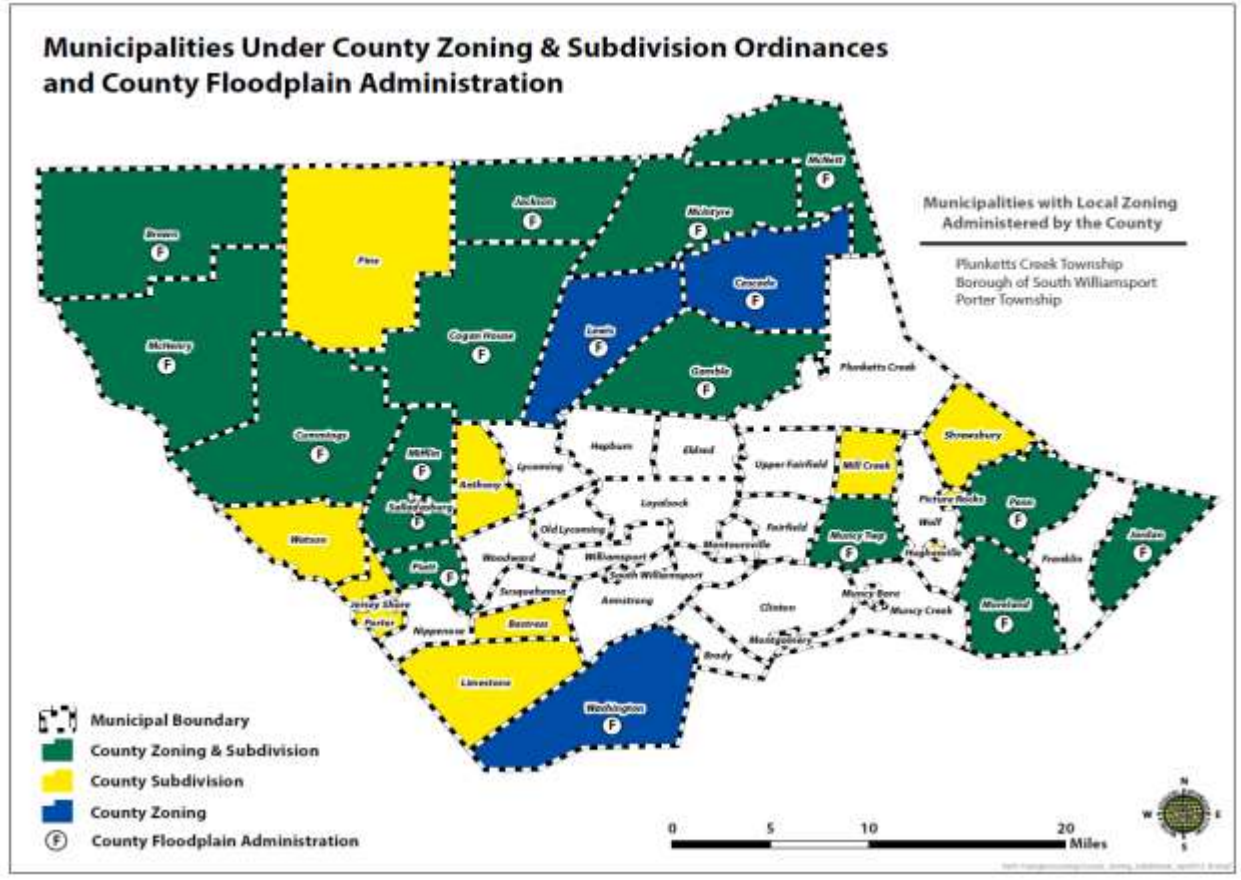 Municipalities Under County Zoning & Subdivision Ordinances
and County Floodplain Administration
McNett
F
Municipalities with Local Zoning
Administered by the County
Plunketts Creek Township
Borough of South Williamsport
Porter Township
Jackson
F
McIntyre
F
Brown
F
Pine
Cascade
F
Lewis
F
Cogan House
F
McHenry
F
Gamble
F
Plunketts Creek
Cummings
F
Mifflin
F
Shrewsbury
Hepburn
Eldred
Lycoming
Upper Fairfield
Mill Creek
Anthony
Picture Rocks
Penn
F
Salladasburg
F
Loyalsock
Wolf
Old Lycoming
Fairfield
Muncy Twp
F
Jordan
F
Watson
Montoursville
Hughesville
Franklin
Woodward
Williamsport
Piatt
F
South Williamsport
Susquehanna
Armstrong
Clinton
Muncy Boro
Muncy Creek
Moreland
F
Jersey Shore
Porter
Nippenose
Bastress
Montgomery
Brady
Limestone
Washington
F
Municipal Boundary
County Zoning & Subdivision
County Subdivision
County Zoning
F County Floodplain Administration
0 5 10 20
Miles
N
W E
S